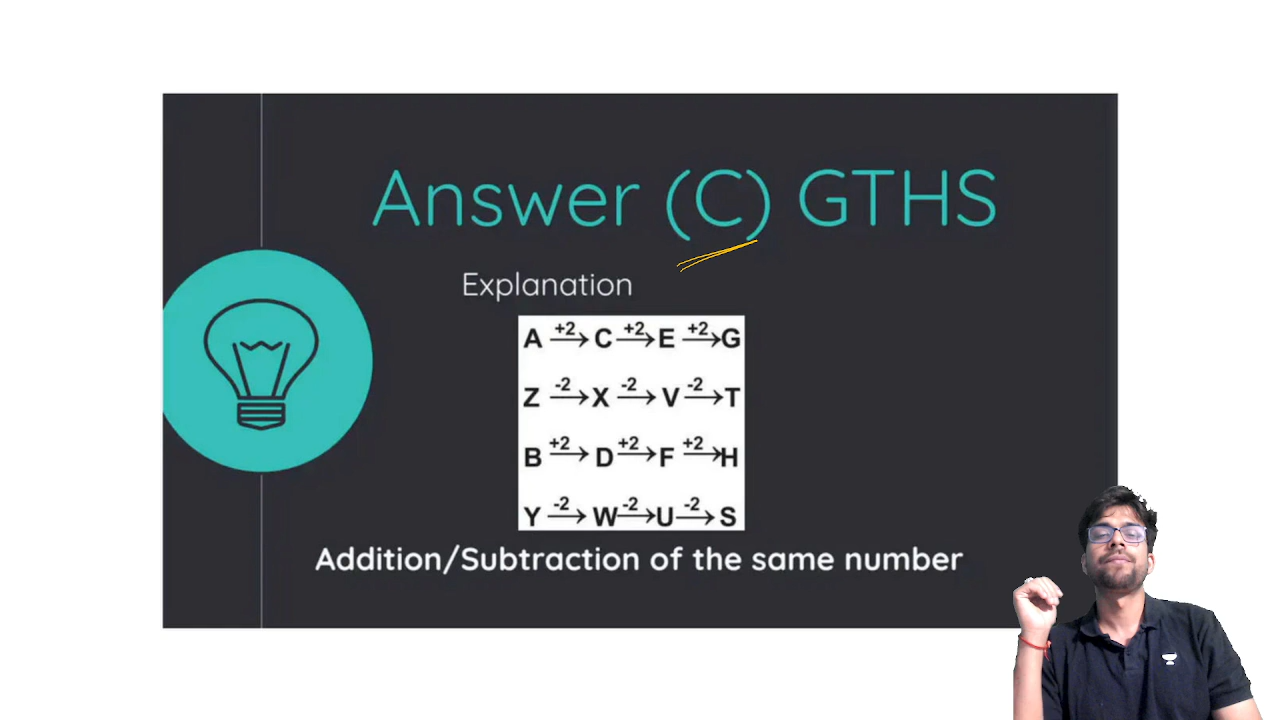 Answer (C) GTHS
Explanation
A +2 C +2 E +2 G
Z -2 X -2 V -2 T
B +2 D +2 F +2 H
Y -2 W -2 U -2 S
Addition/Subtraction of the same number